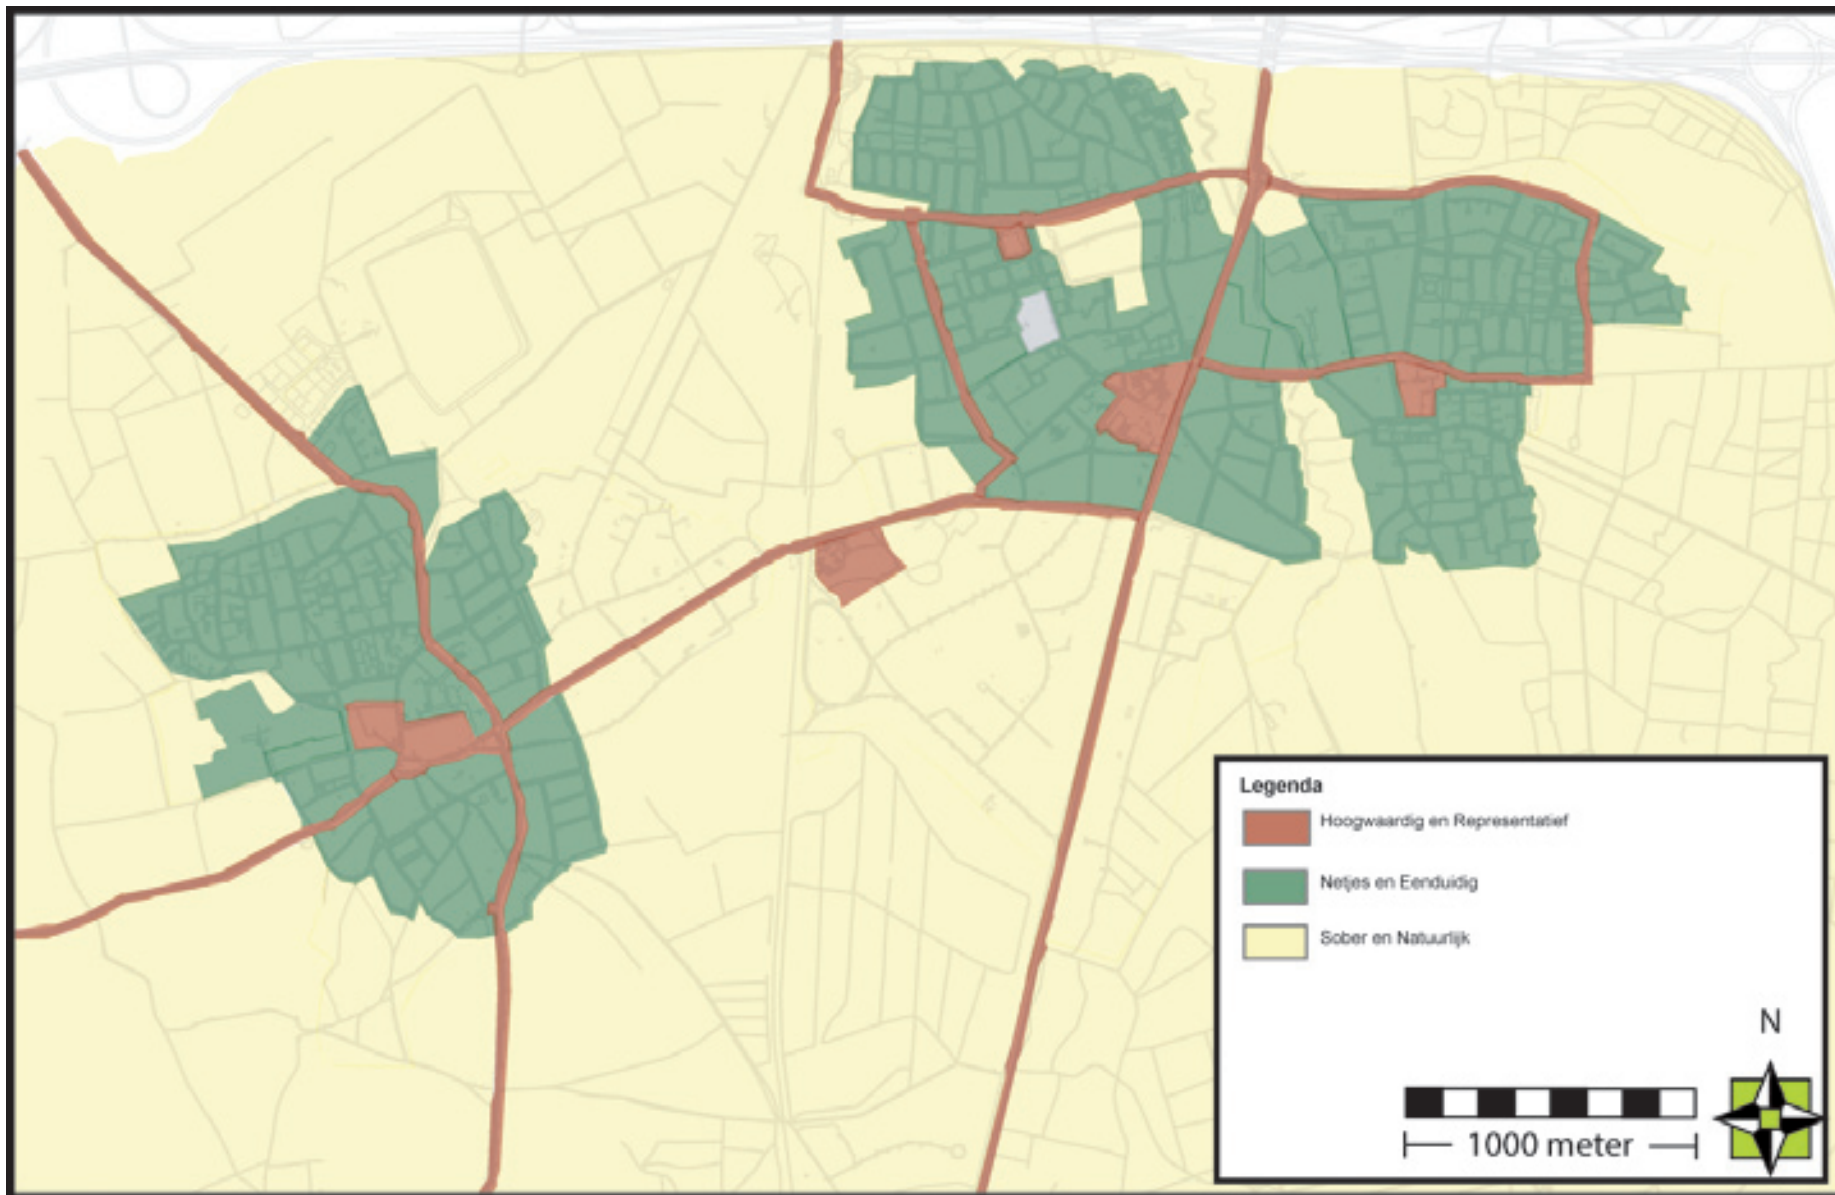 Legenda
Hoogwaardig en Representatief
Netjes en Eenduidig
Sober en Natuurlijk
N
1000 meter